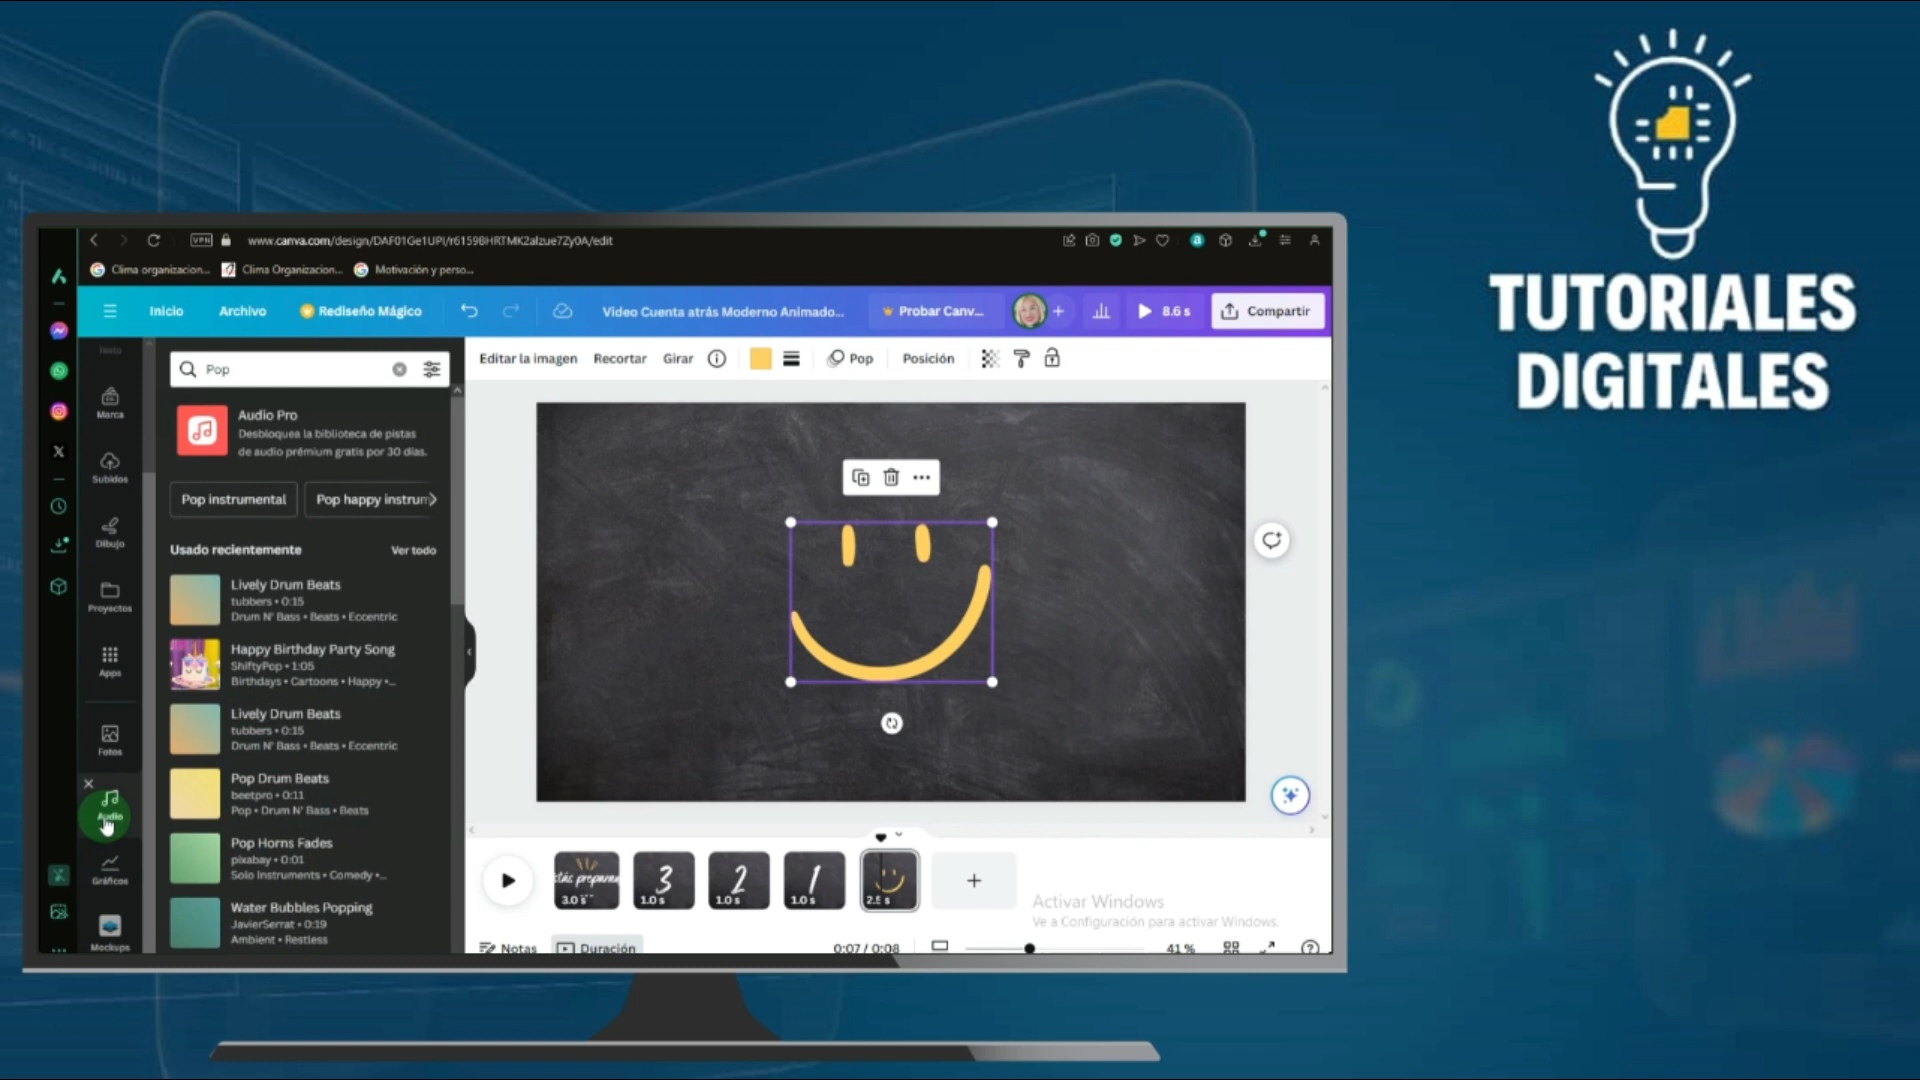 TUTORIALES
DIGITALES
VPN
www.canva.com/design/DAF01Ge1UPI/r6159BHRTMK2alzue7Zy0A/edit
Clima organizacion...
Clima Organizacion...
Motivación y perso...
Inicio
Archivo
Rediseño Mágico
Video Cuenta atrás Moderno Animado...
Probar Canv...
8.6 s
Compartir
Texto
Marca
Subidos
Dibujo
Proyectos
Apps
Fotos
Audio
Gráficos
Mockups
Pop
Audio Pro
Desbloquea la biblioteca de pistas
de audio prémium gratis por 30 días.
Pop instrumental
Pop happy instrum
Usado recientemente
Ver todo
Lively Drum Beats
tubbers • 0:15
Drum N' Bass • Beats • Eccentric
Happy Birthday Party Song
ShiftyPop • 1:05
Birthdays • Cartoons • Happy •...
Lively Drum Beats
tubbers • 0:15
Drum N' Bass • Beats • Eccentric
Pop Drum Beats
beetpro • 0:11
Pop • Drum N' Bass • Beats
Pop Horns Fades
pixabay • 0:01
Solo Instruments • Comedy •...
Water Bubbles Popping
JavierSerrat • 0:19
Ambient • Restless
Editar la imagen
Recortar
Girar
Pop
Posición
3.0 s
3
1.0 s
2
1.0 s
1
1.0 s
2.5 s
Activar Windows
Ve a Configuración para activar Windows.
Notas
Duración
0:07 / 0:08
41 %